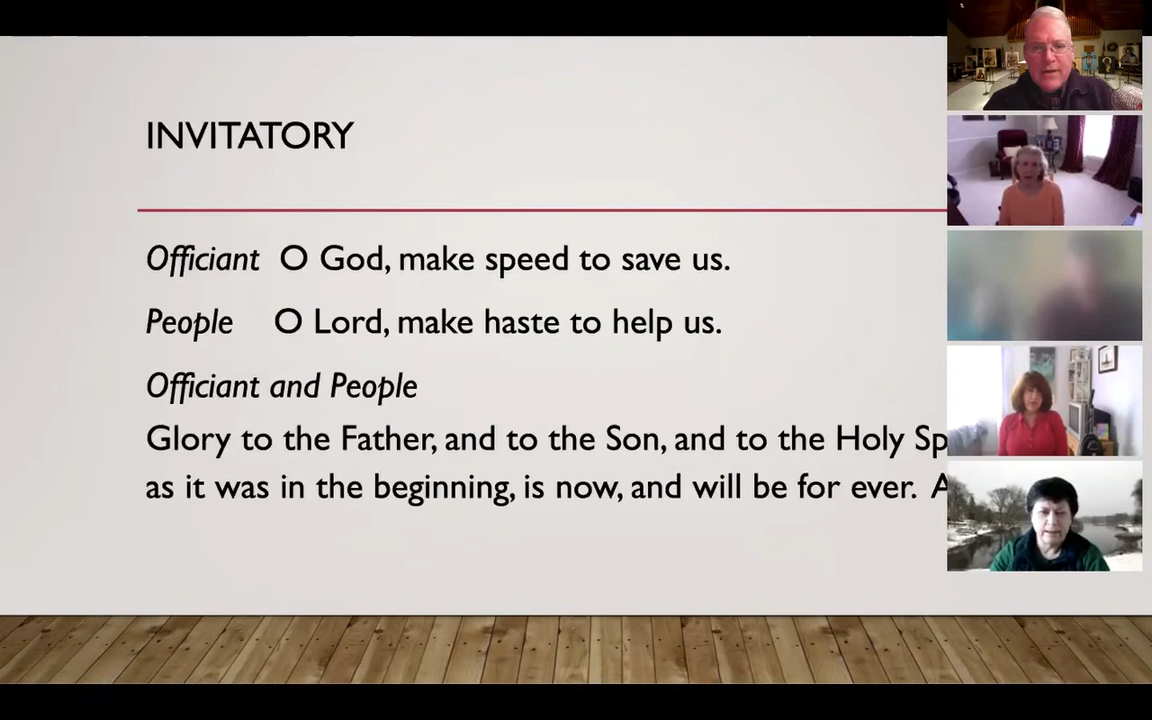 INVITATORY
Officiant O God, make speed to save us.
People O Lord, make haste to help us.
Officiant and People
Glory to the Father, and to the Son, and to the Holy Sp
as it was in the beginning, is now, and will be for ever. A